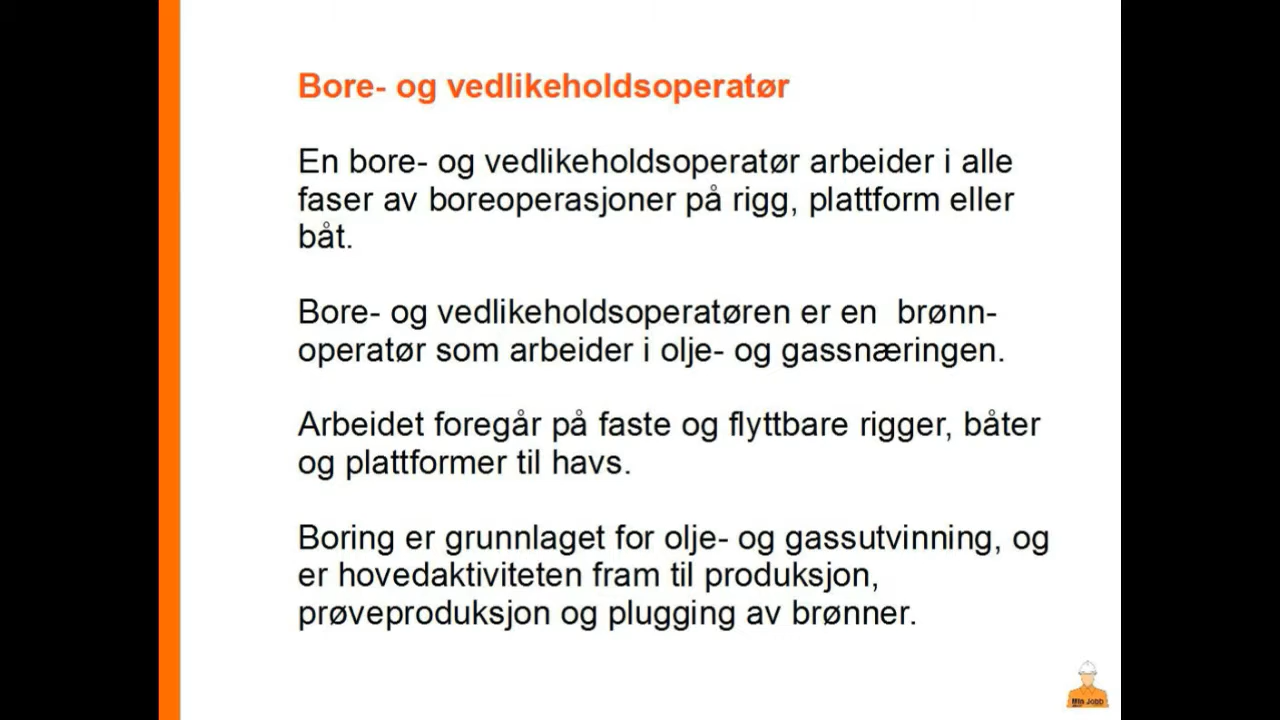 Bore- og vedlikeholdsoperatør
En bore- og vedlikeholdsoperatør arbeider i alle
faser av boreoperasjoner på rigg, plattform eller
båt.
Bore- og vedlikeholdsoperatøren er en  brønn-
operatør som arbeider i olje- og gassnæringen.
Arbeidet foregår på faste og flyttbare rigger, båter
og plattformer til havs.
Boring er grunnlaget for olje- og gassutvinning, og
er hovedaktiviteten fram til produksjon,
prøveproduksjon og plugging av brønner.
Min Jobb